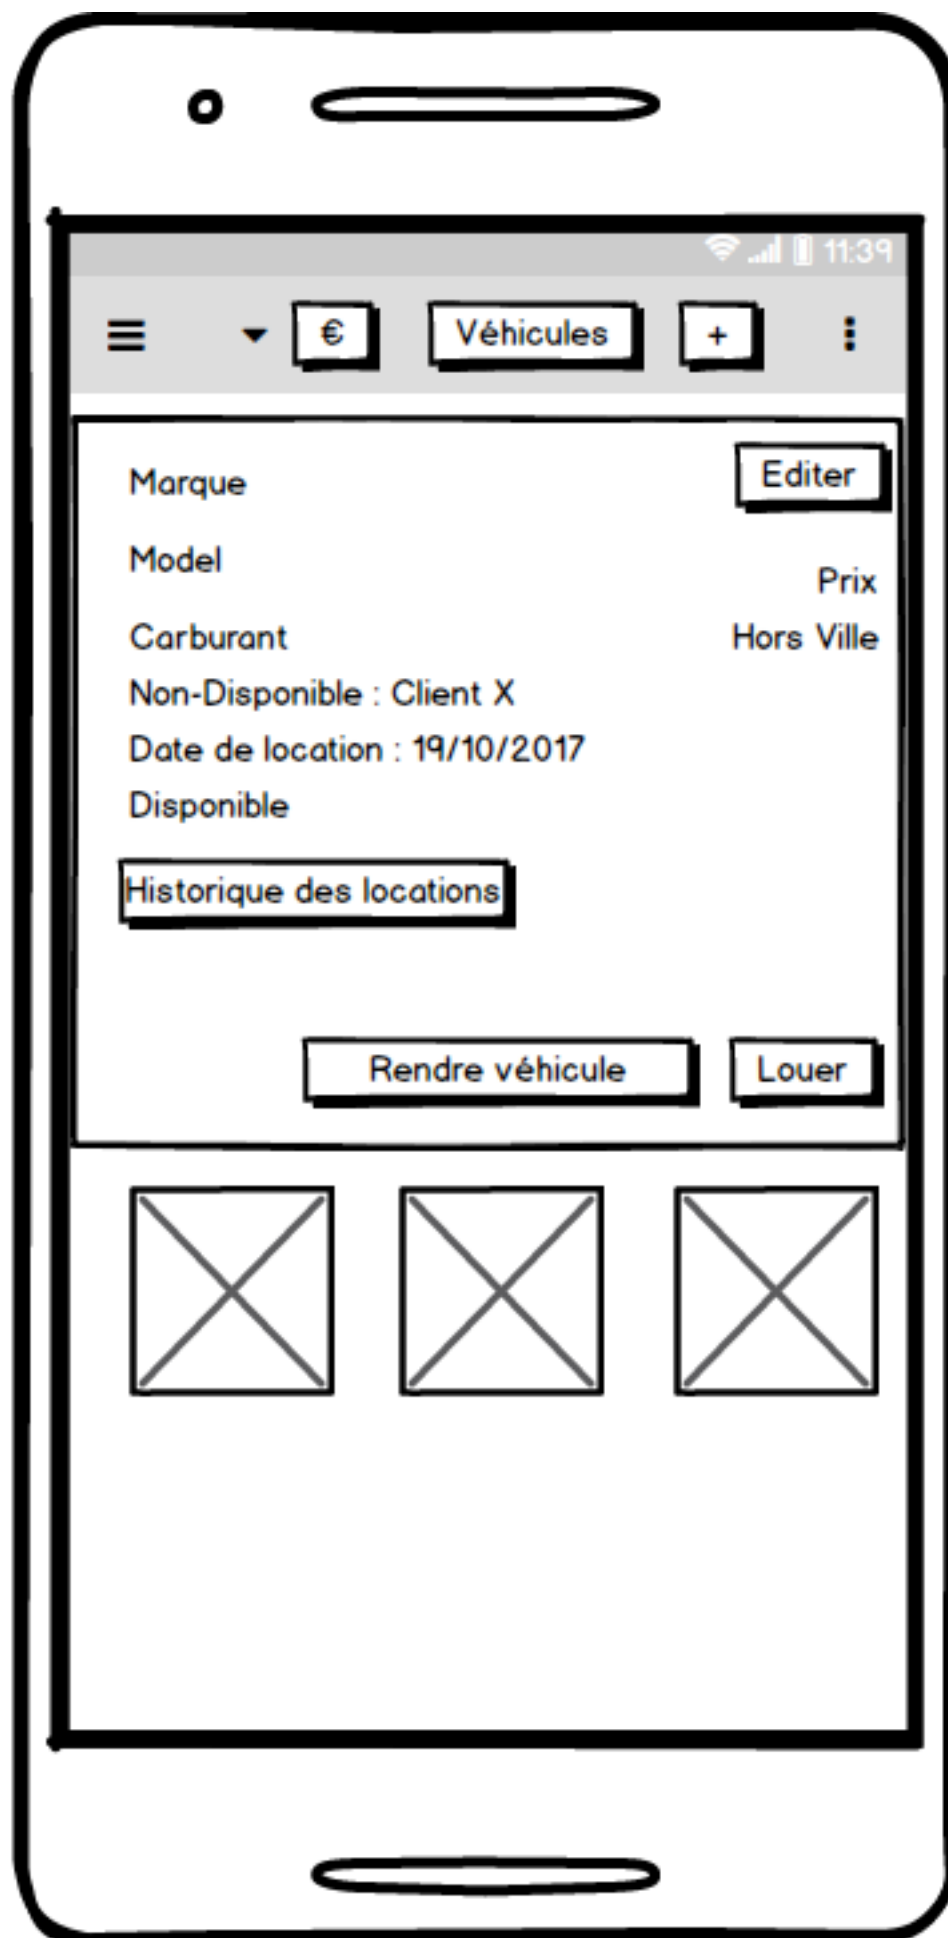 11:39
€ Véhicules +
Marque
Editer
Model
Prix
Carburant
Hors Ville
Non-Disponible : Client X
Date de location : 19/10/2017
Disponible
Historique des locations
Rendre véhicule
Louer